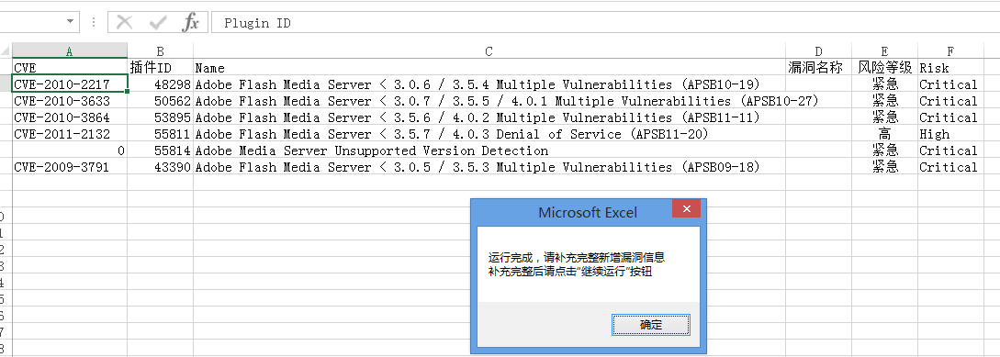 fx Plugin ID
A B C D E F
CVE 插件ID Name 漏洞名称 风险等级 Risk
CVE-2010-2217 48298 Adobe Flash Media Server < 3.0.6 / 3.5.4 Multiple Vulnerabilities (APSB10-19) 紧急 Critical
CVE-2010-3633 50562 Adobe Flash Media Server < 3.0.7 / 3.5.5 / 4.0.1 Multiple Vulnerabilities (APSB10-27) 紧急 Critical
CVE-2010-3864 53895 Adobe Flash Media Server < 3.5.6 / 4.0.2 Multiple Vulnerabilities (APSB11-11) 紧急 Critical
CVE-2011-2132 55811 Adobe Flash Media Server < 3.5.7 / 4.0.3 Denial of Service (APSB11-20) 高 High
0 55814 Adobe Media Server Unsupported Version Detection 紧急 Critical
CVE-2009-3791 43390 Adobe Flash Media Server < 3.0.5 / 3.5.3 Multiple Vulnerabilities (APSB09-18) 紧急 Critical
Microsoft Excel
运行完成，请补充完整新增漏洞信息
补充完整后请点击“继续运行”按钮
确定